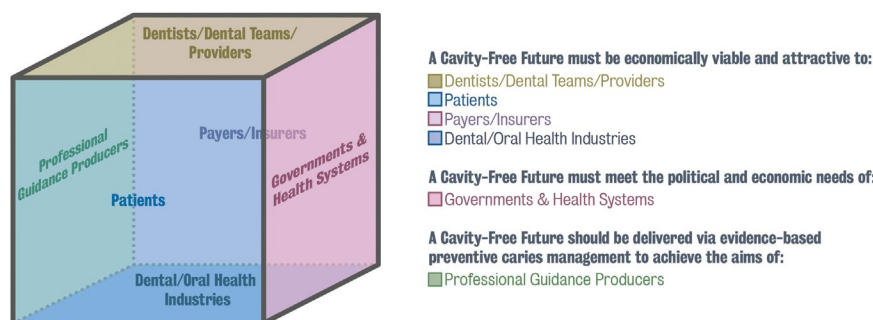 Dentists/Dental Teams/
Providers
Professional
Guidance Producers
Payers/Insurers
Governments &
Health Systems
Patients
Dental/Oral Health
Industries
A Cavity-Free Future must be economically viable and attractive to:
Dentists/Dental Teams/Providers
Patients
Payers/Insurers
Dental/Oral Health Industries
A Cavity-Free Future must meet the political and economic needs of:
Governments & Health Systems
A Cavity-Free Future should be delivered via evidence-based
preventive caries management to achieve the aims of:
Professional Guidance Producers